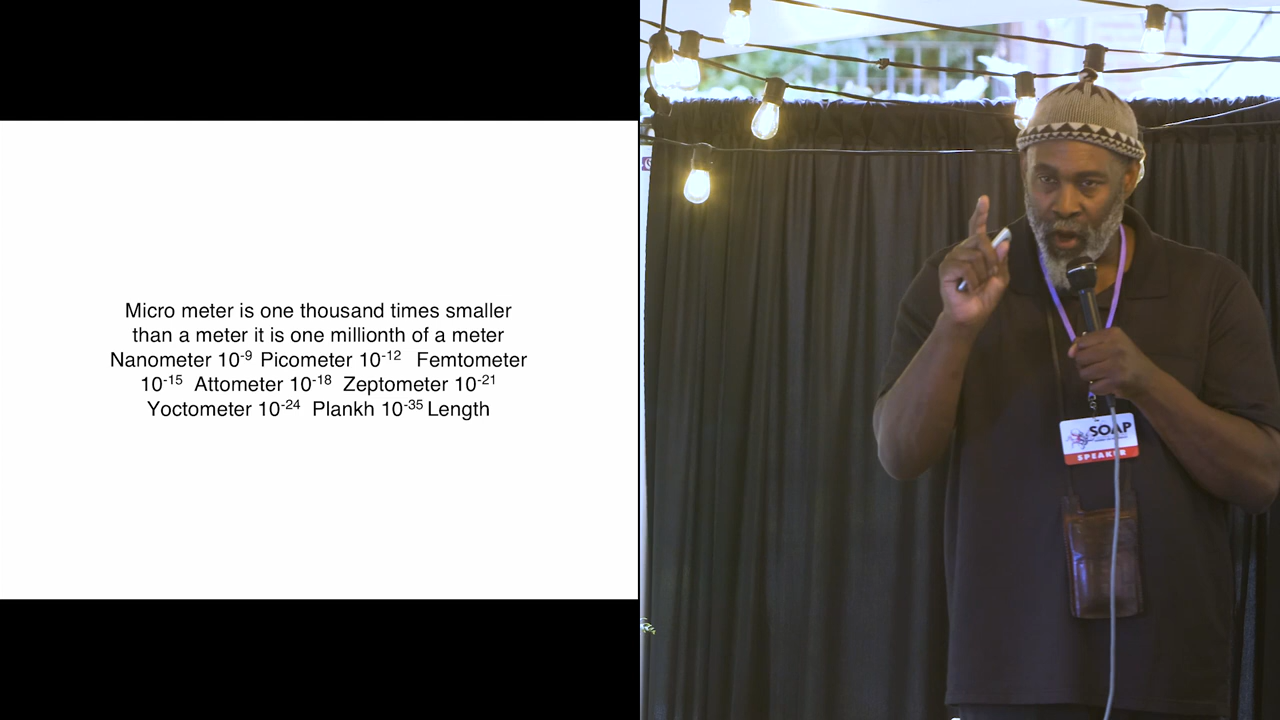 Micro meter is one thousand times smaller
than a meter it is one millionth of a meter
Nanometer 10⁻⁹ Picometer 10⁻¹² Femtometer
10⁻¹⁵ Attometer 10⁻¹⁸ Zeptometer 10⁻²¹
Yoctometer 10⁻²⁴ Plankh 10⁻³⁵ Length
SOAP
SPEAKER